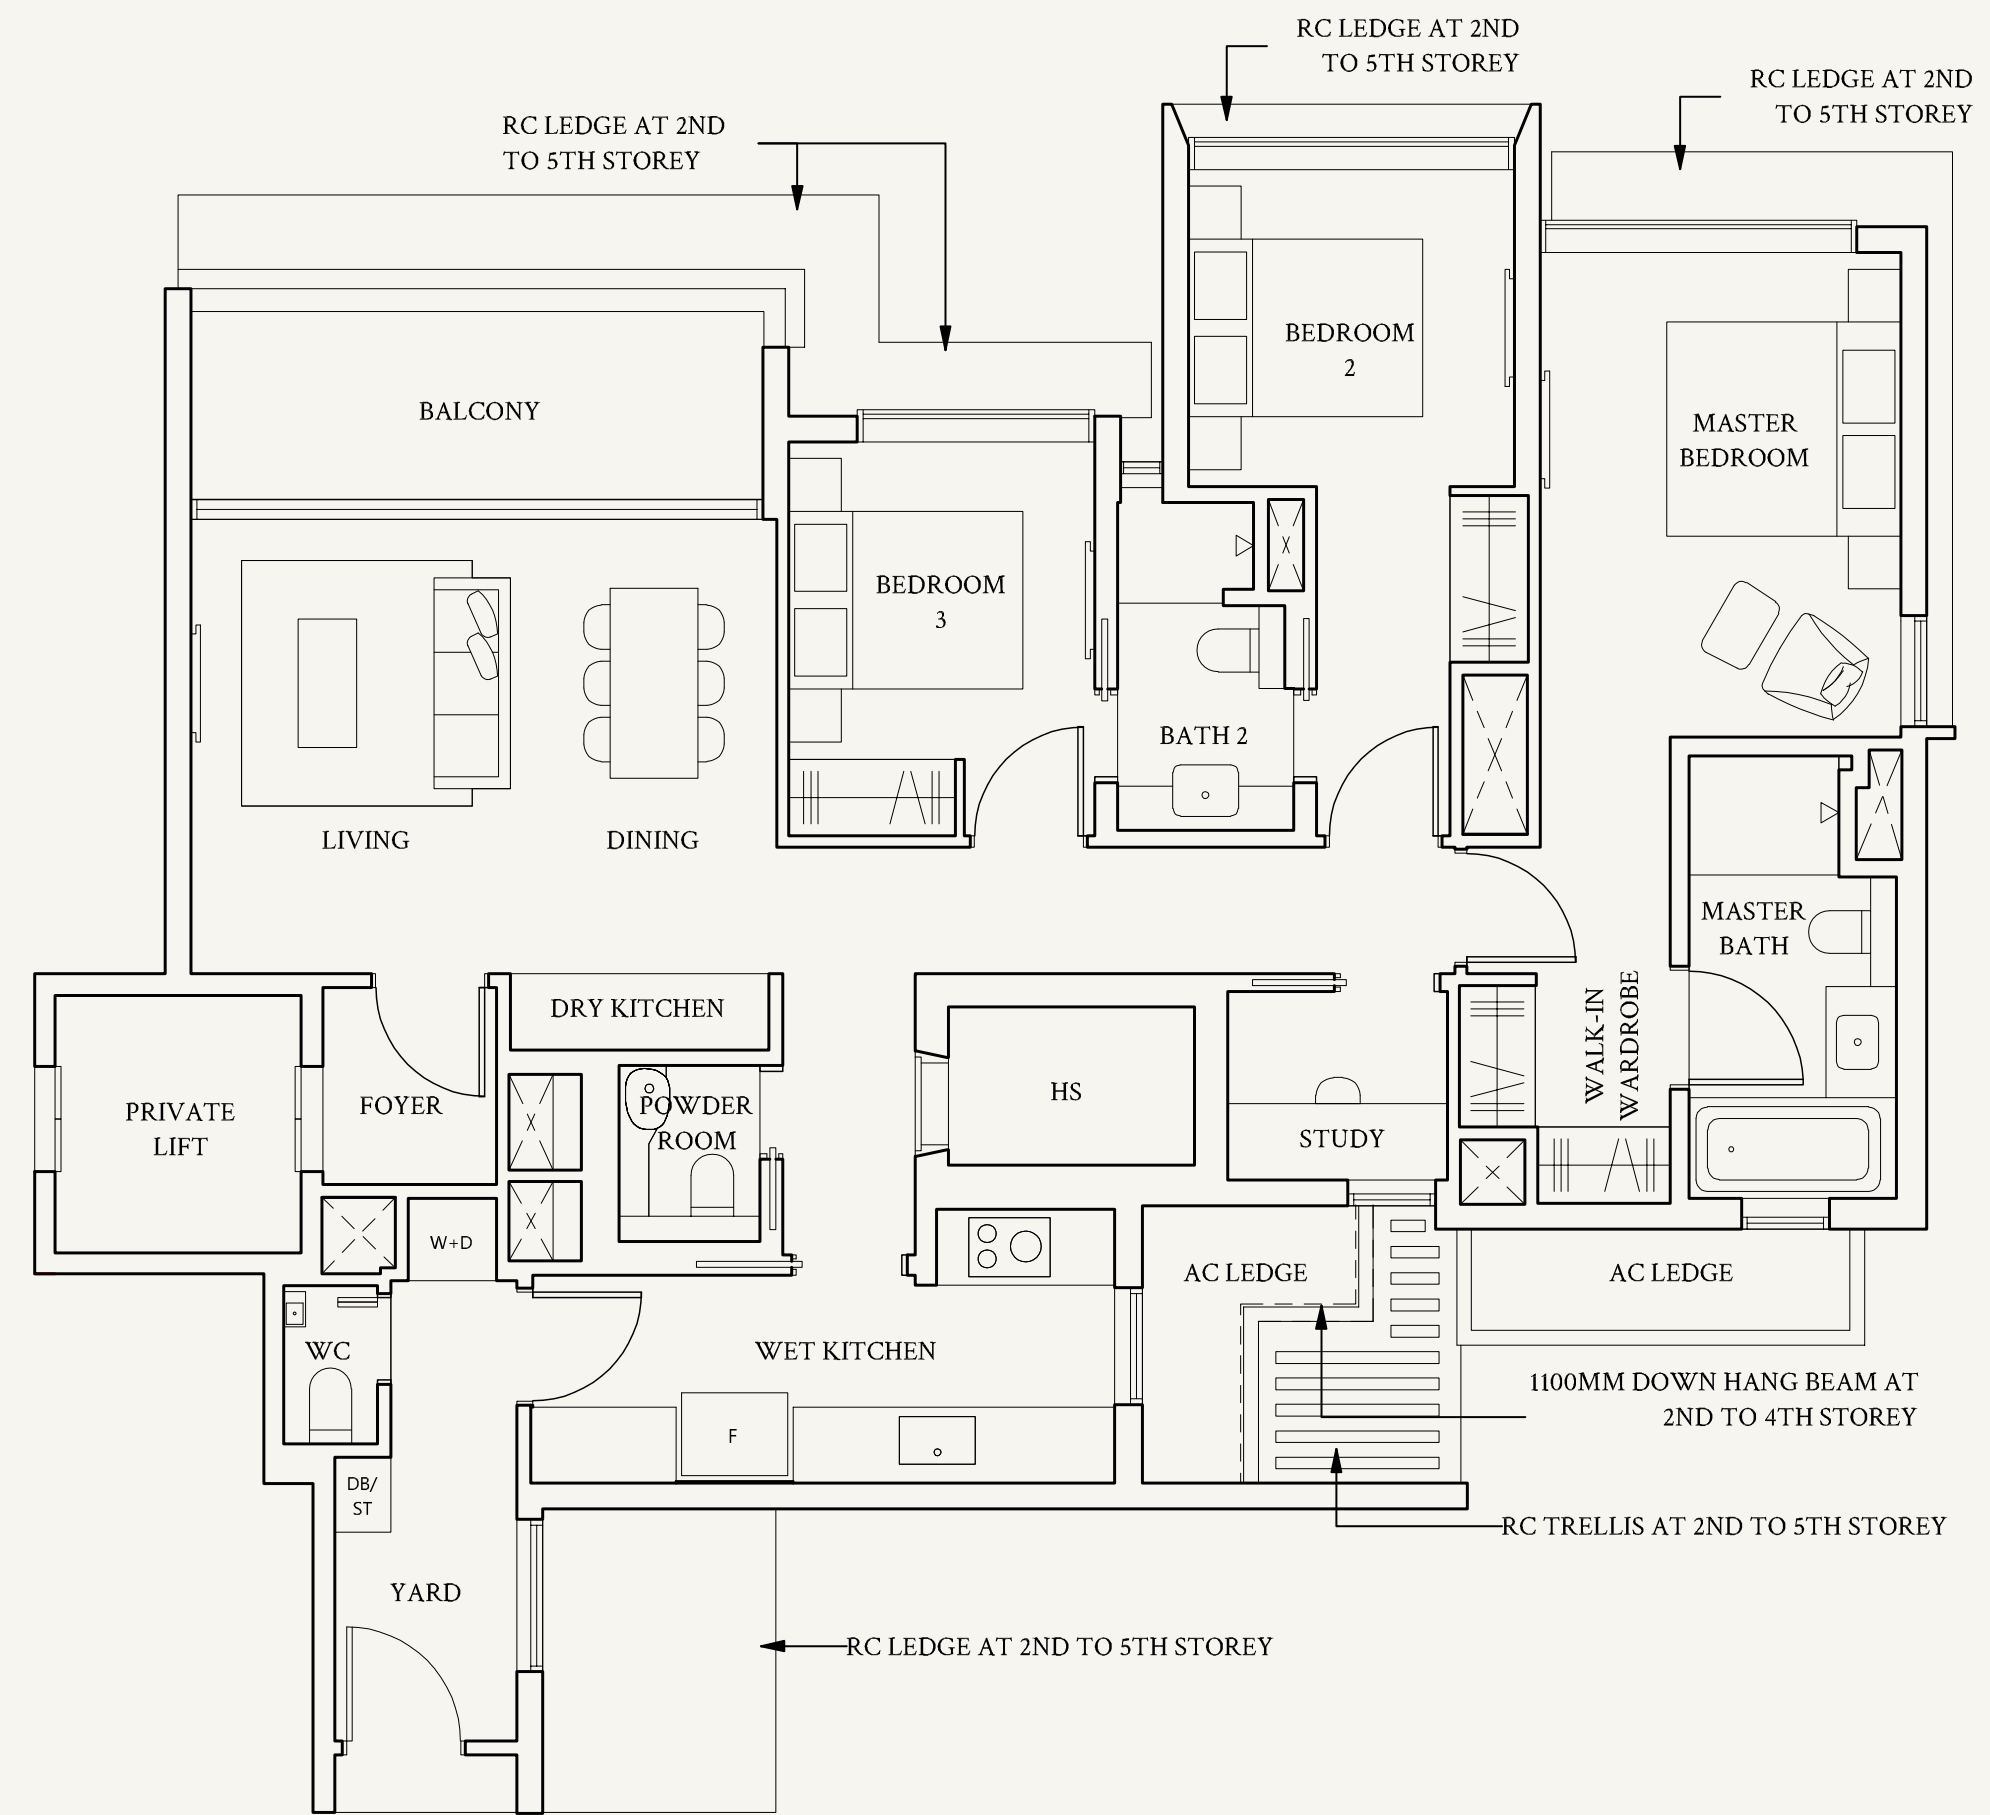 RC LEDGE AT 2ND
TO 5TH STOREY
RC LEDGE AT 2ND
TO 5TH STOREY
RC LEDGE AT 2ND
TO 5TH STOREY
BALCONY
BEDROOM
2
MASTER
BEDROOM
BEDROOM
3
BATH 2
LIVING
DINING
MASTER
BATH
DRY KITCHEN
WALK-IN
WARDROBE
PRIVATE
LIFT
FOYER
POWDER
ROOM
HS
STUDY
W+D
AC LEDGE
AC LEDGE
WC
WET KITCHEN
1100MM DOWN HANG BEAM AT
2ND TO 4TH STOREY
F
DB/
ST
RC TRELLIS AT 2ND TO 5TH STOREY
YARD
RC LEDGE AT 2ND TO 5TH STOREY